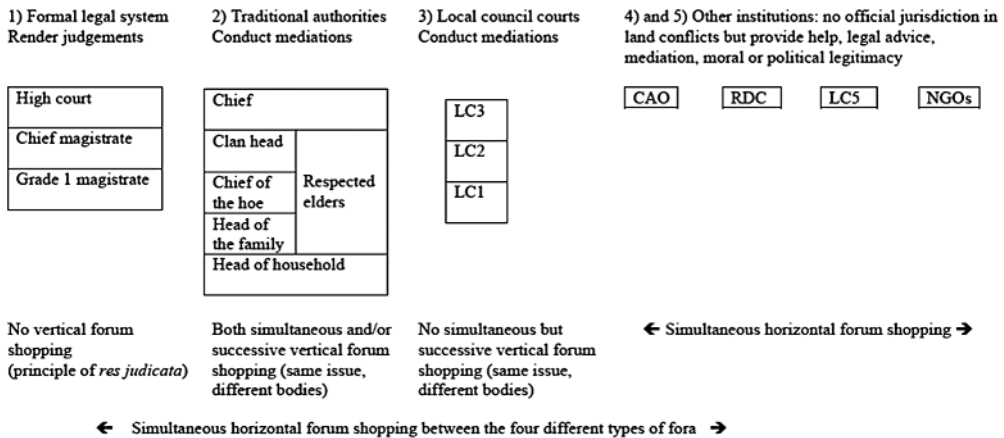 1) Formal legal system
Render judgements
2) Traditional authorities
Conduct mediations
3) Local council courts
Conduct mediations
4) and 5) Other institutions: no official jurisdiction in
land conflicts but provide help, legal advice,
mediation, moral or political legitimacy
High court
Chief magistrate
Grade 1 magistrate
Chief
Clan head
Chief of
the hoe
Head of
the family
Respected
elders
Head of household
LC3
LC2
LC1
CAO
RDC
LC5
NGOs
No vertical forum
shopping
(principle of res judicata)
Both simultaneous and/or
successive vertical forum
shopping (same issue,
different bodies)
No simultaneous but
successive vertical forum
shopping (same issue,
different bodies)
← Simultaneous horizontal forum shopping →
← Simultaneous horizontal forum shopping between the four different types of fora →